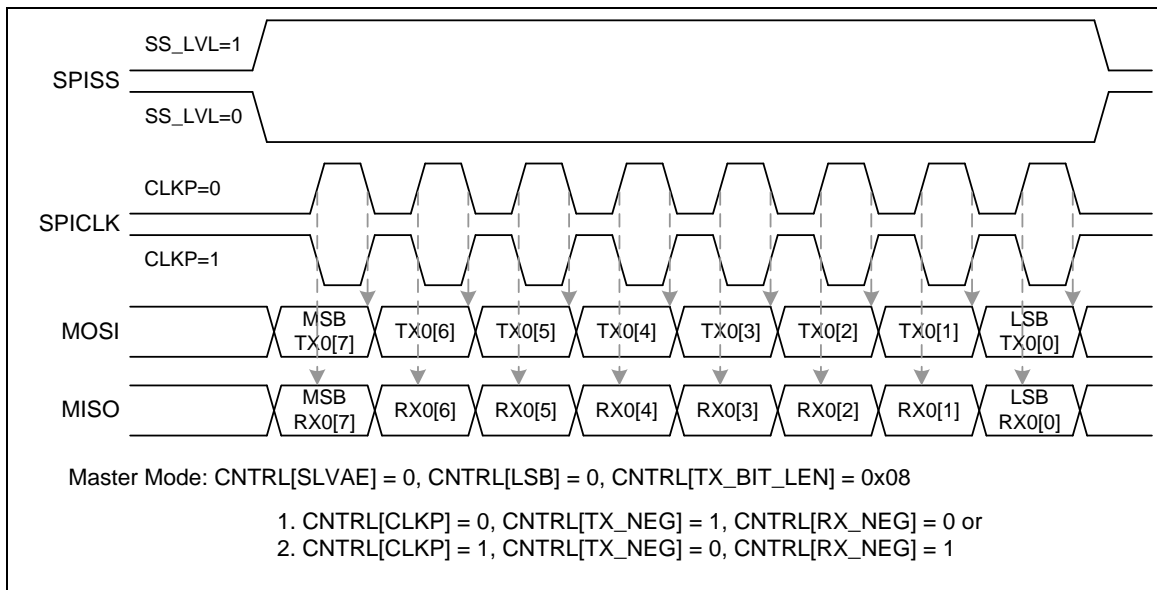 SS_LVL=1
SPISS
SS_LVL=0
CLKP=0
SPICLK
CLKP=1
MOSI
MSB
TX0[7]
TX0[6]
TX0[5]
TX0[4]
TX0[3]
TX0[2]
TX0[1]
LSB
TX0[0]
MISO
MSB
RX0[7]
RX0[6]
RX0[5]
RX0[4]
RX0[3]
RX0[2]
RX0[1]
LSB
RX0[0]
Master Mode: CNTRL[SLVAE] = 0, CNTRL[LSB] = 0, CNTRL[TX_BIT_LEN] = 0x08
1. CNTRL[CLKP] = 0, CNTRL[TX_NEG] = 1, CNTRL[RX_NEG] = 0 or
2. CNTRL[CLKP] = 1, CNTRL[TX_NEG] = 0, CNTRL[RX_NEG] = 1